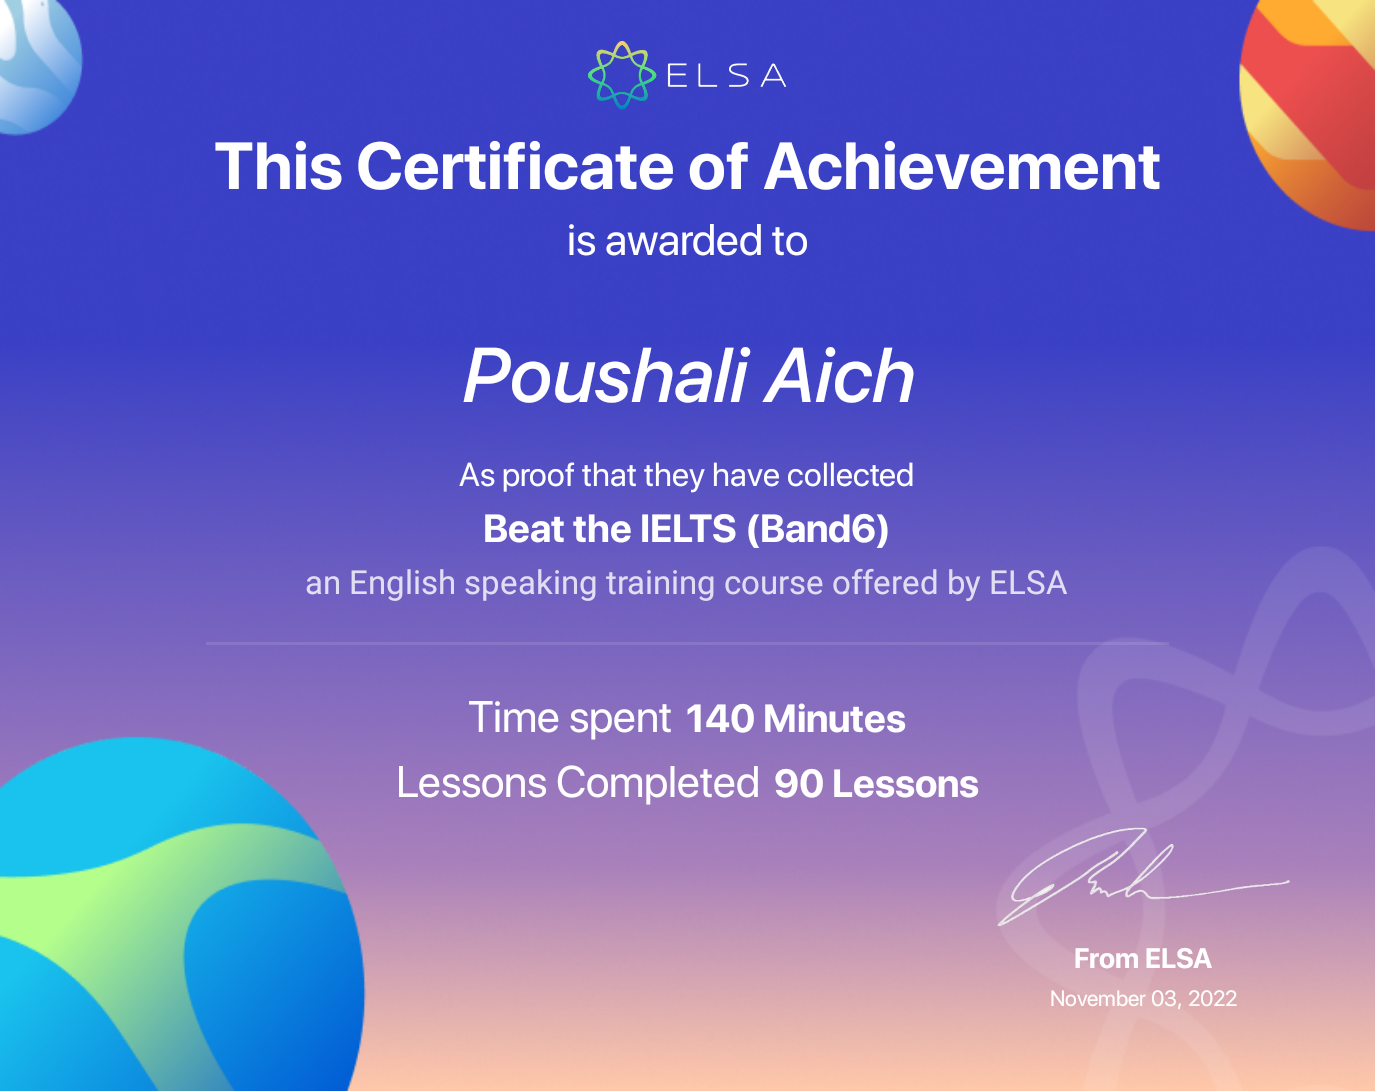 ELSA
This Certificate of Achievement
is awarded to
Poushali Aich
As proof that they have collected
Beat the IELTS (Band6)
an English speaking training course offered by ELSA
Time spent 140 Minutes
Lessons Completed 90 Lessons
From ELSA
November 03, 2022